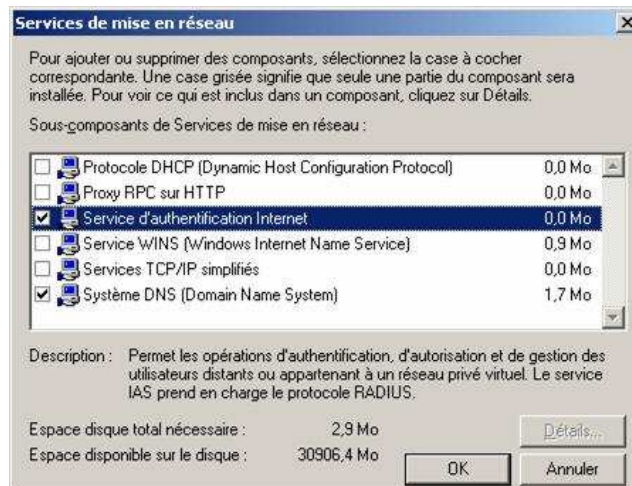 Services de mise en réseau
Pour ajouter ou supprimer des composants, sélectionnez la case à cocher
correspondante. Une case grisée signifie que seule une partie du composant sera
installée. Pour voir ce qui est inclus dans un composant, cliquez sur Détails.
Sous-composants de Services de mise en réseau :
Protocole DHCP (Dynamic Host Configuration Protocol) 0,0 Mo
Proxy RPC sur HTTP 0,0 Mo
Service d'authentification Internet 0,0 Mo
Service WINS (Windows Internet Name Service) 0,9 Mo
Services TCP/IP simplifiés 0,0 Mo
Système DNS (Domain Name System) 1,7 Mo
Description : Permet les opérations d'authentification, d'autorisation et de gestion des
utilisateurs distants ou appartenant à un réseau privé virtuel. Le service
IAS prend en charge le protocole RADIUS.
Espace disque total nécessaire : 2,9 Mo
Détails...
Espace disponible sur le disque : 30906,4 Mo
OK
Annuler